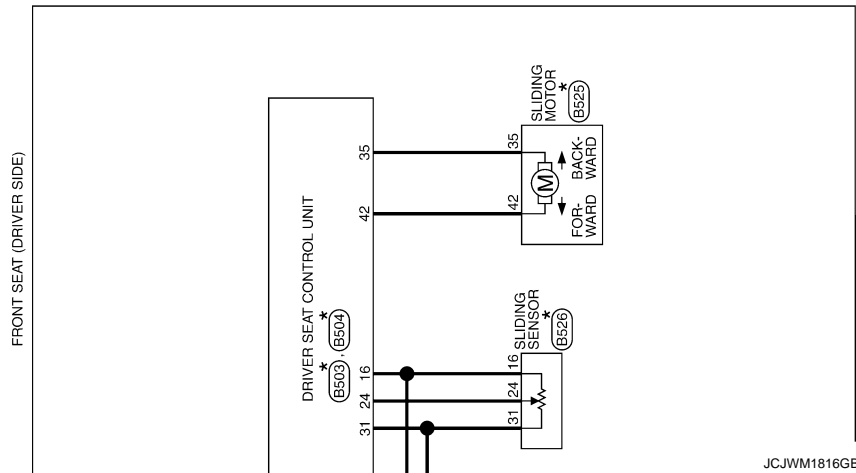 FRONT SEAT (DRIVER SIDE)
DRIVER SEAT CONTROL UNIT
* *
B503 , B504
35
42
16
24
31
SLIDING
MOTOR
*
B525
35
42
BACK-
WARD
M
FOR-
WARD
SLIDING
SENSOR
*
B526
16
24
31
JCJWM1816GE